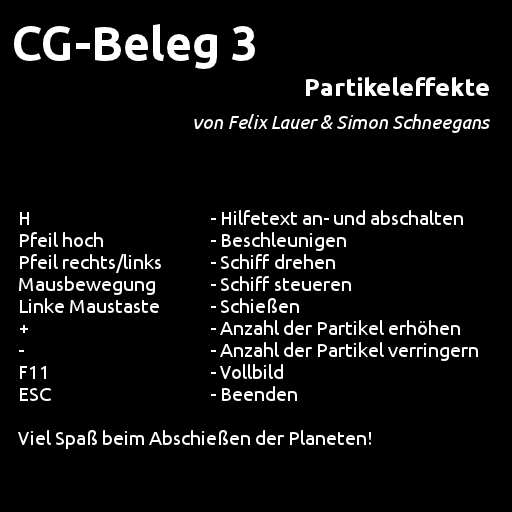 CG-Beleg 3
Partikeleffekte
von Felix Lauer & Simon Schneegans
H - Hilfetext an- und abschalten
Pfeil hoch - Beschleunigen
Pfeil rechts/links - Schiff drehen
Mausbewegung - Schiff steueren
Linke Maustaste - Schießen
+ - Anzahl der Partikel erhöhen
- - Anzahl der Partikel verringern
F11 - Vollbild
ESC - Beenden
Viel Spaß beim Abschießen der Planeten!